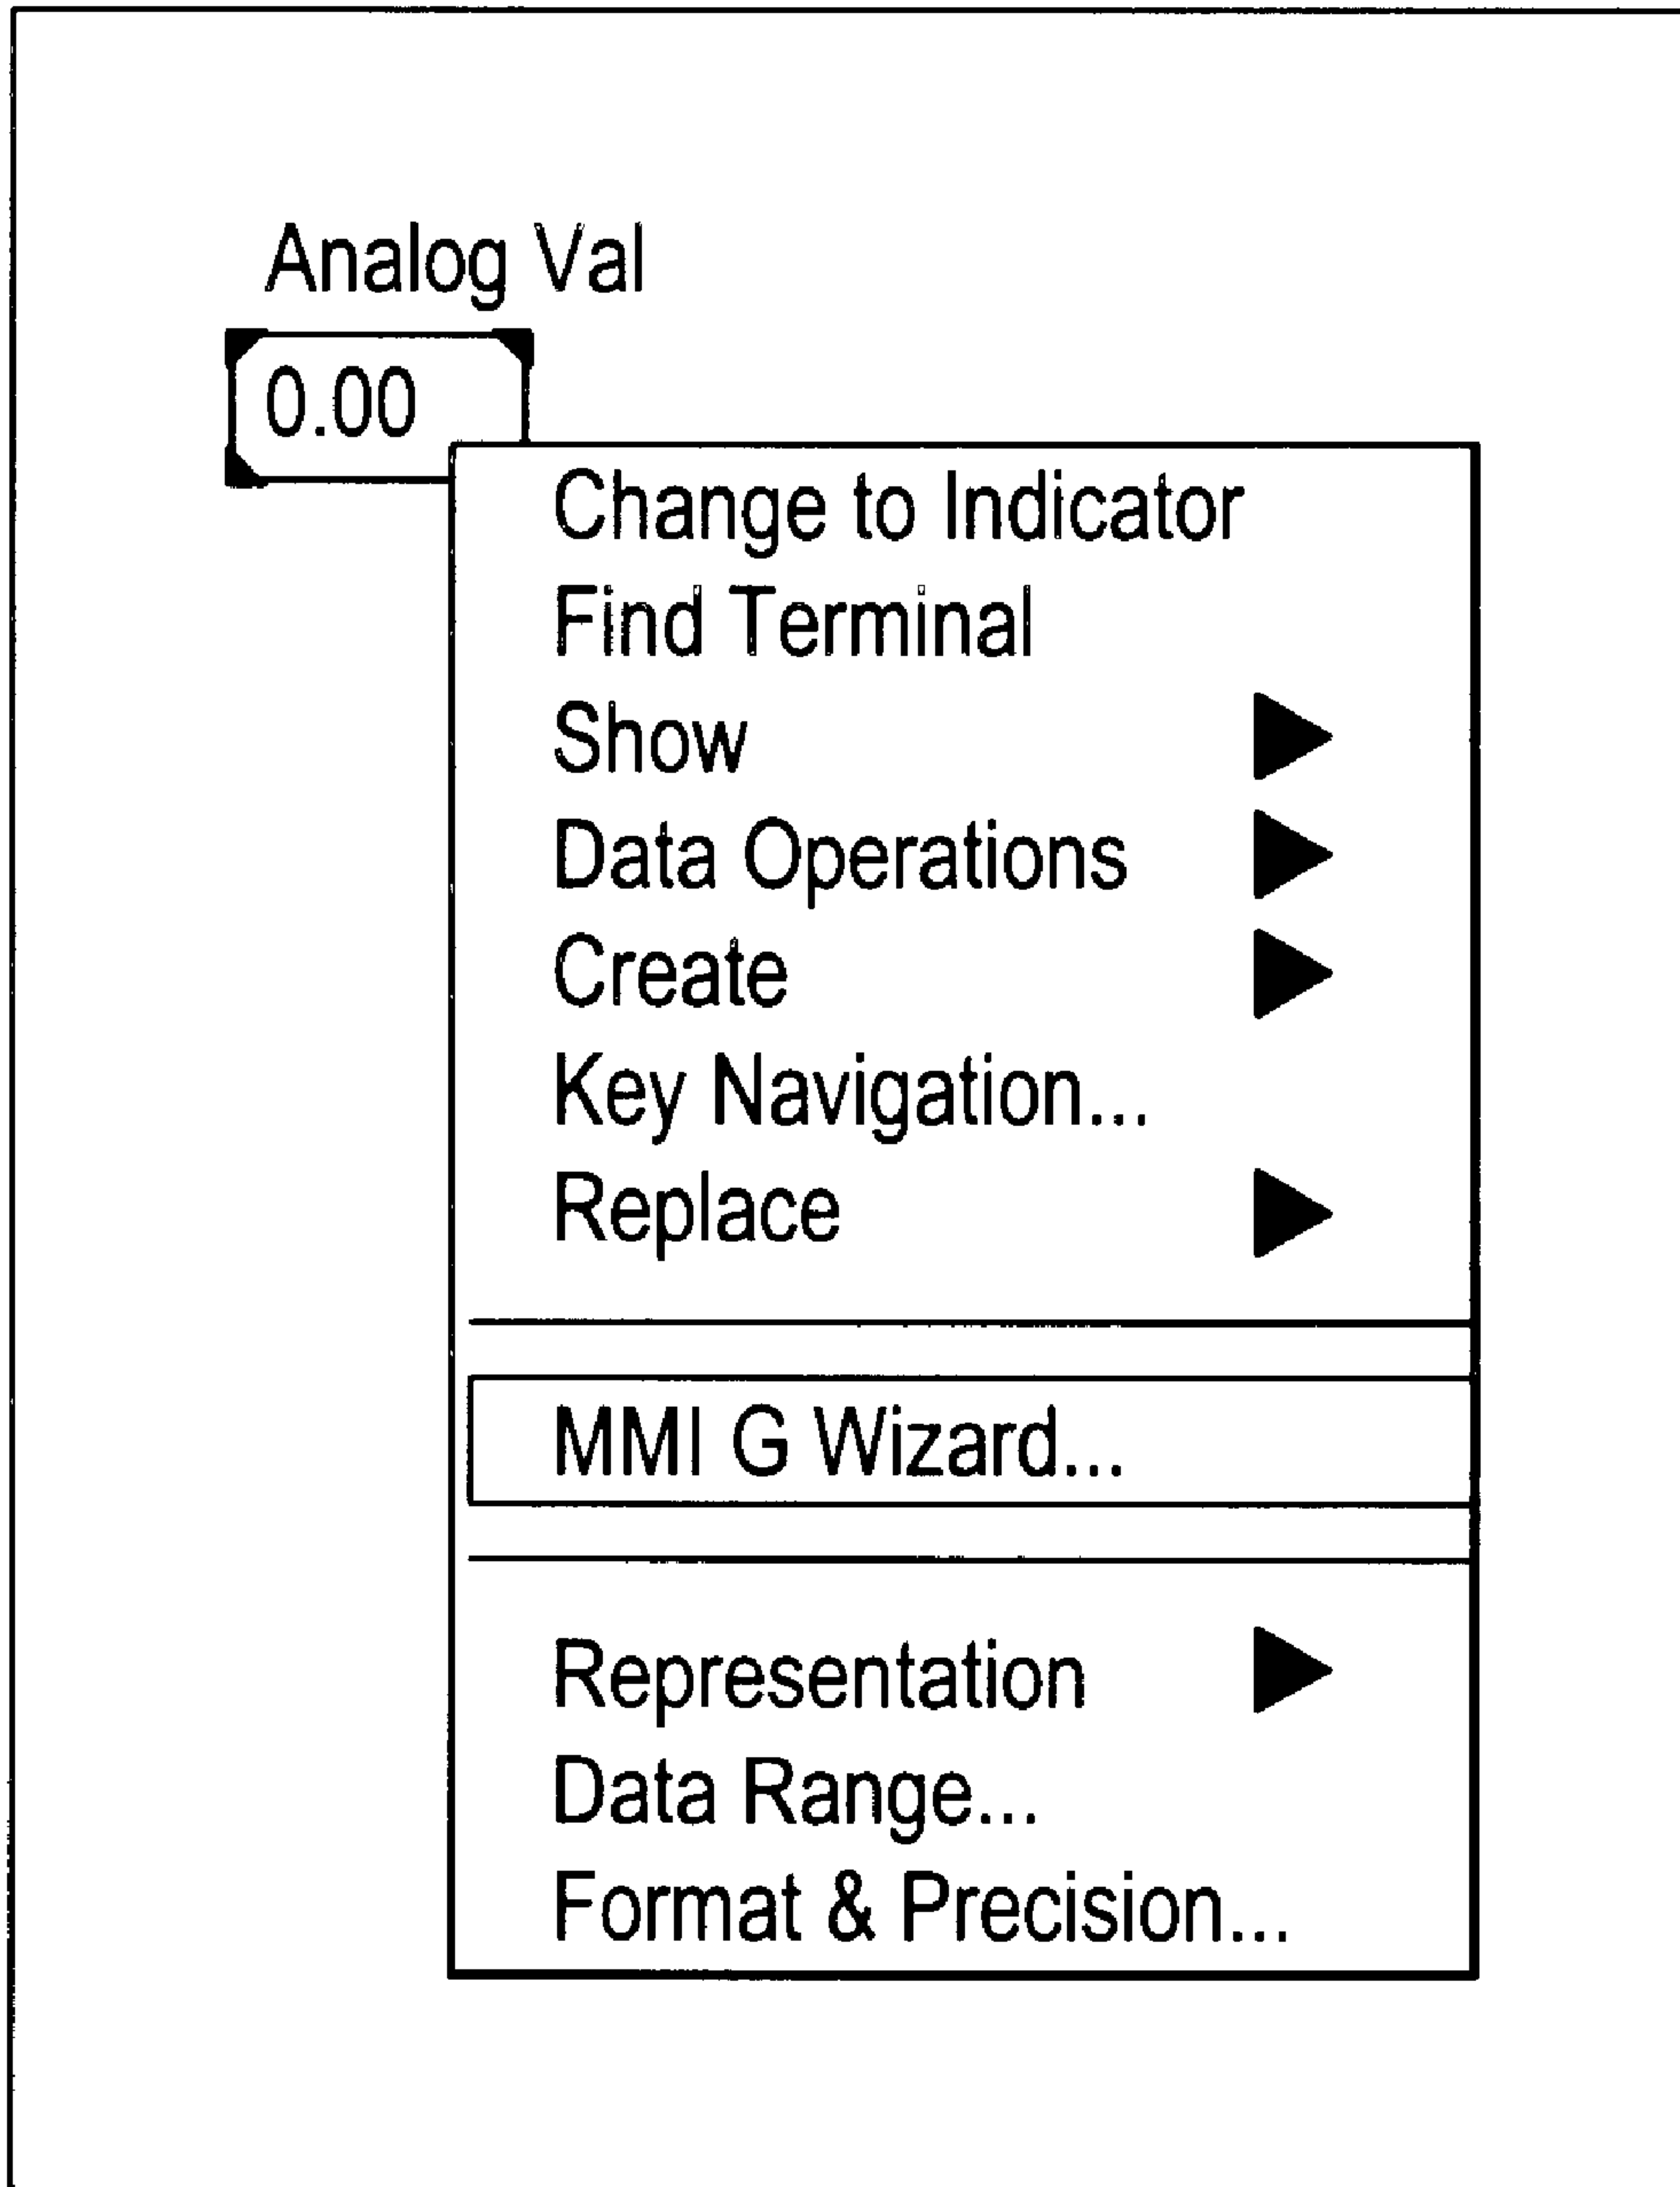 Analog Val
0.00
Change to Indicator
Find Terminal
Show
Data Operations
Create
Key Navigation...
Replace
MMI G Wizard...
Representation
Data Range...
Format & Precision...